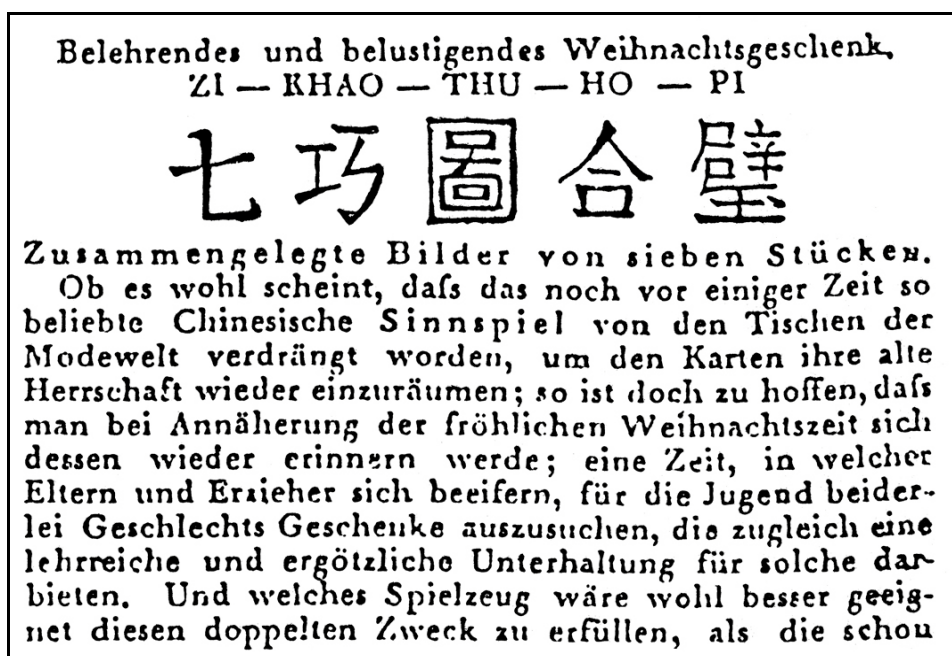 Belehrendes und belustigendes Weihnachtsgeschenk.
ZI — KHAO — THU — HO — PI
七巧圖合璧
Zusammengelegte Bilder von sieben Stücken.
Ob es wohl scheint, daſs das noch vor einiger Zeit so
beliebte Chinesische Sinnspiel von den Tischen der
Modewelt verdrängt worden, um den Karten ihre alte
Herrschaft wieder einzuräumen; so ist doch zu hoffen, daſs
man bei Annäherung der fröhlichen Weihnachtszeit sich
dessen wieder erinnern werde; eine Zeit, in welcher
Eltern und Erzieher sich beeifern, für die Jugend beider-
lei Geschlechts Geschenke auszusuchen, die zugleich eine
lehrreiche und ergötzliche Unterhaltung für solche dar-
bieten. Und welches Spielzeug wäre wohl besser geeig-
net diesen doppelten Zweck zu erfüllen, als die schon